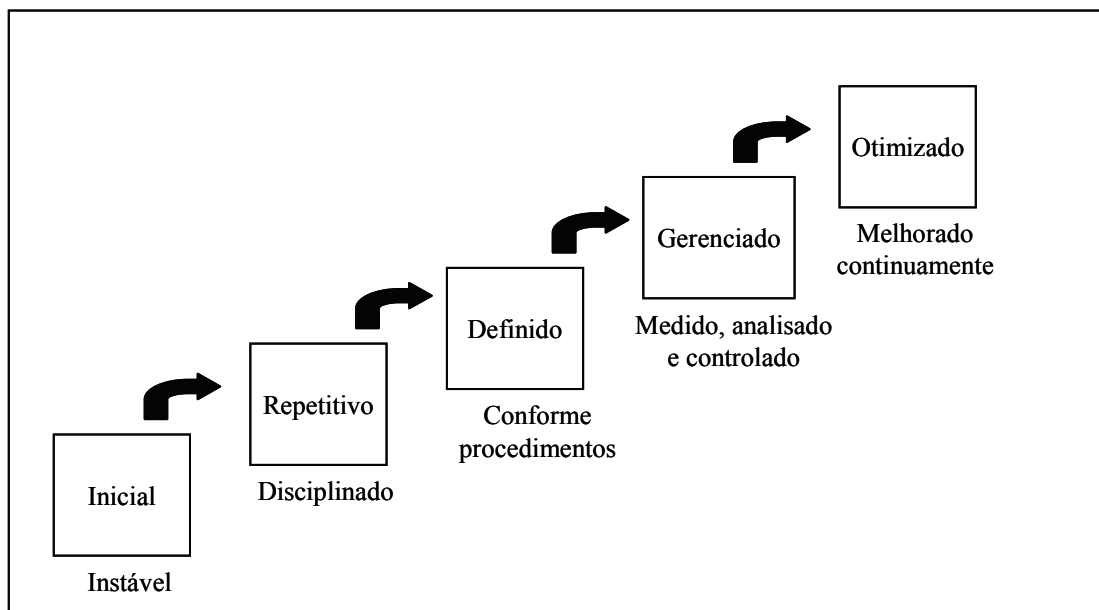 Inicial
Instável
Repetitivo
Disciplinado
Definido
Conforme
procedimentos
Gerenciado
Medido, analisado
e controlado
Otimizado
Melhorado
continuamente